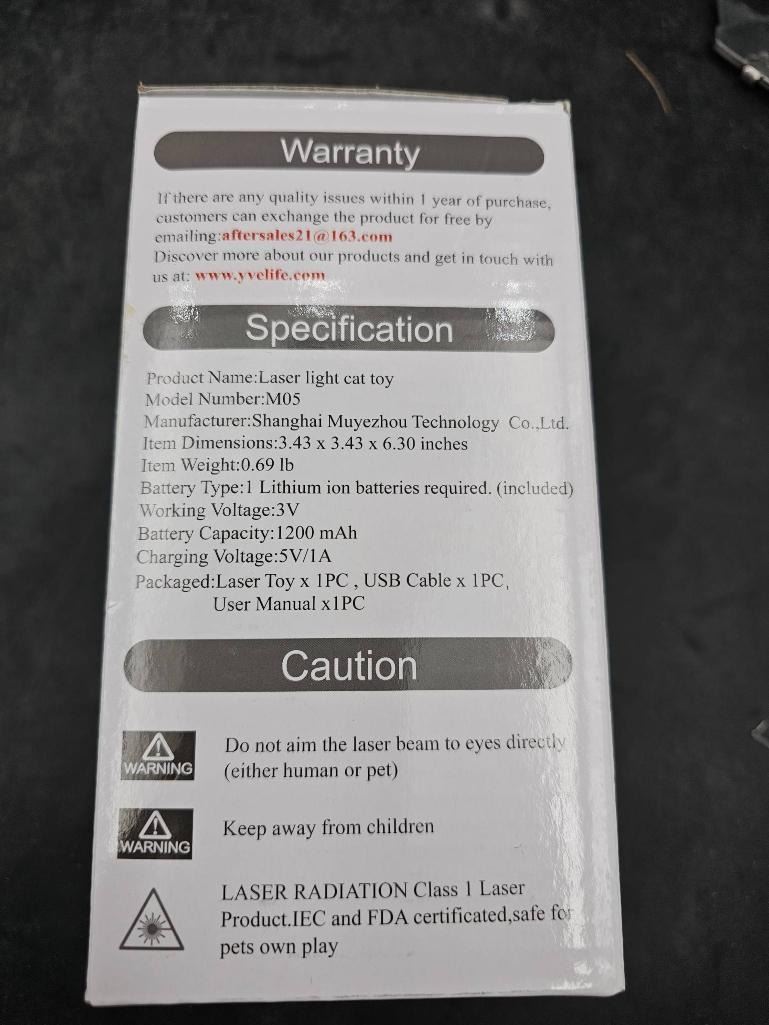 Warranty
If there are any quality issues within 1 year of purchase,
customers can exchange the product for free by
emailing:aftersales21@163.com
Discover more about our products and get in touch with
us at: www.yvelife.com
Specification
Product Name:Laser light cat toy
Model Number:M05
Manufacturer:Shanghai Muyezhou Technology Co.,Ltd.
Item Dimensions:3.43 x 3.43 x 6.30 inches
Item Weight:0.69 lb
Battery Type:1 Lithium ion batteries required. (included)
Working Voltage:3V
Battery Capacity:1200 mAh
Charging Voltage:5V/1A
Packaged:Laser Toy x 1PC , USB Cable x 1PC,
User Manual x1PC
Caution
WARNING
Do not aim the laser beam to eyes directly
(either human or pet)
WARNING
Keep away from children
LASER RADIATION Class 1 Laser
Product.IEC and FDA certificated,safe for
pets own play